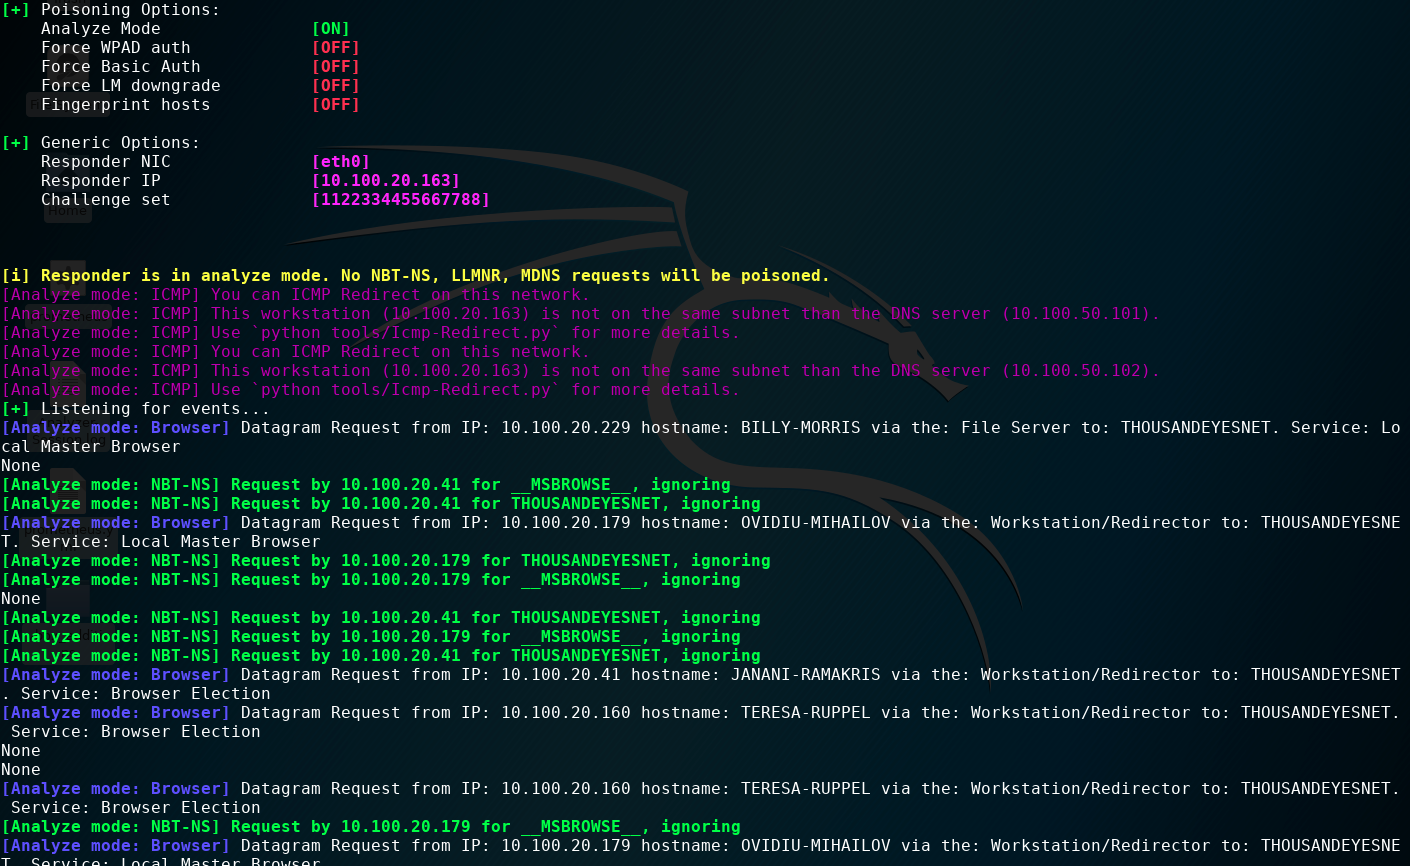 [+] Poisoning Options:
    Analyze Mode               [ON]
    Force WPAD auth            [OFF]
    Force Basic Auth           [OFF]
    Force LM downgrade         [OFF]
    Fingerprint hosts          [OFF]

[+] Generic Options:
    Responder NIC              [eth0]
    Responder IP               [10.100.20.163]
    Challenge set              [1122334455667788]
Home

[i] Responder is in analyze mode. No NBT-NS, LLMNR, MDNS requests will be poisoned.
[Analyze mode: ICMP] You can ICMP Redirect on this network.
[Analyze mode: ICMP] This workstation (10.100.20.163) is not on the same subnet than the DNS server (10.100.50.101).
[Analyze mode: ICMP] Use `python tools/Icmp-Redirect.py` for more details.
[Analyze mode: ICMP] You can ICMP Redirect on this network.
[Analyze mode: ICMP] This workstation (10.100.20.163) is not on the same subnet than the DNS server (10.100.50.102).
[Analyze mode: ICMP] Use `python tools/Icmp-Redirect.py` for more details.
[+] Listening for events...
[Analyze mode: Browser] Datagram Request from IP: 10.100.20.229 hostname: BILLY-MORRIS via the: File Server to: THOUSANDEYESNET. Service: Lo
cal Master Browser
None
[Analyze mode: NBT-NS] Request by 10.100.20.41 for __MSBROWSE__, ignoring
[Analyze mode: NBT-NS] Request by 10.100.20.41 for THOUSANDEYESNET, ignoring
[Analyze mode: Browser] Datagram Request from IP: 10.100.20.179 hostname: OVIDIU-MIHAILOV via the: Workstation/Redirector to: THOUSANDEYESNE
T. Service: Local Master Browser
[Analyze mode: NBT-NS] Request by 10.100.20.179 for THOUSANDEYESNET, ignoring
[Analyze mode: NBT-NS] Request by 10.100.20.179 for __MSBROWSE__, ignoring
None
[Analyze mode: NBT-NS] Request by 10.100.20.41 for THOUSANDEYESNET, ignoring
[Analyze mode: NBT-NS] Request by 10.100.20.179 for __MSBROWSE__, ignoring
[Analyze mode: NBT-NS] Request by 10.100.20.41 for THOUSANDEYESNET, ignoring
[Analyze mode: Browser] Datagram Request from IP: 10.100.20.41 hostname: JANANI-RAMAKRIS via the: Workstation/Redirector to: THOUSANDEYESNET
. Service: Browser Election
[Analyze mode: Browser] Datagram Request from IP: 10.100.20.160 hostname: TERESA-RUPPEL via the: Workstation/Redirector to: THOUSANDEYESNET.
 Service: Browser Election
None
None
[Analyze mode: Browser] Datagram Request from IP: 10.100.20.160 hostname: TERESA-RUPPEL via the: Workstation/Redirector to: THOUSANDEYESNET.
 Service: Browser Election
[Analyze mode: NBT-NS] Request by 10.100.20.179 for __MSBROWSE__, ignoring
[Analyze mode: Browser] Datagram Request from IP: 10.100.20.179 hostname: OVIDIU-MIHAILOV via the: Workstation/Redirector to: THOUSANDEYESNE
T. Service: Local Master Browser